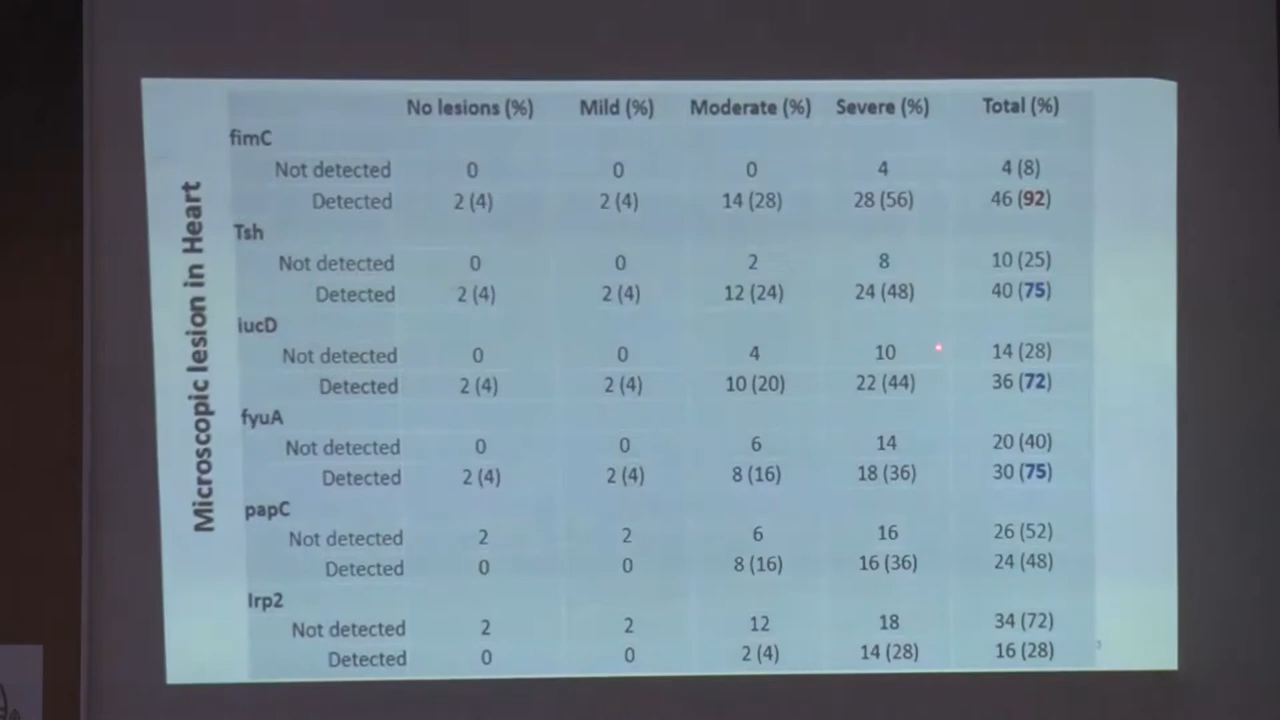 Microscopic lesion in Heart
No lesions (%) Mild (%) Moderate (%) Severe (%) Total (%)
fimC
Not detected 0 0 0 4 4 (8)
Detected 2 (4) 2 (4) 14 (28) 28 (56) 46 (92)
Tsh
Not detected 0 0 2 8 10 (25)
Detected 2 (4) 2 (4) 12 (24) 24 (48) 40 (75)
iucD
Not detected 0 0 4 10 14 (28)
Detected 2 (4) 2 (4) 10 (20) 22 (44) 36 (72)
fyuA
Not detected 0 0 6 14 20 (40)
Detected 2 (4) 2 (4) 8 (16) 18 (36) 30 (75)
papC
Not detected 2 2 6 16 26 (52)
Detected 0 0 8 (16) 16 (36) 24 (48)
Irp2
Not detected 2 2 12 18 34 (72)
Detected 0 0 2 (4) 14 (28) 16 (28)